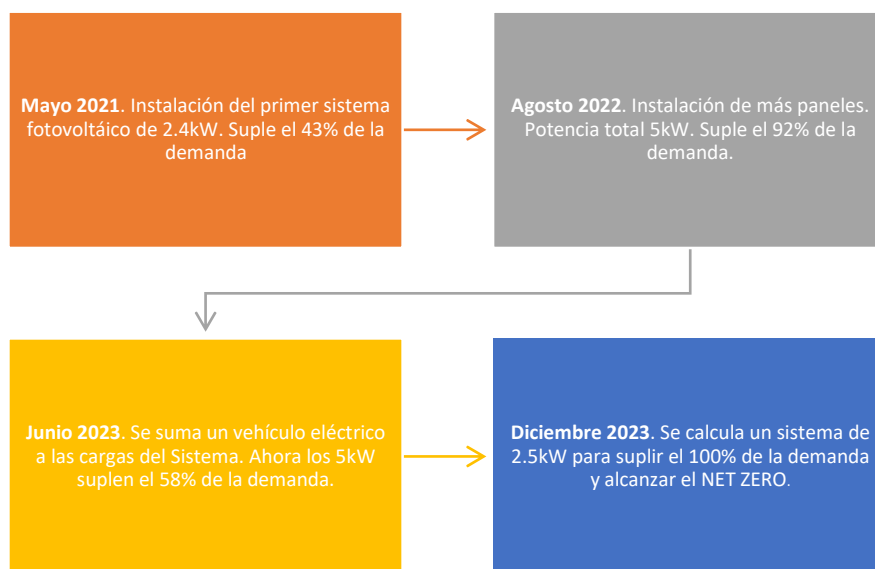 Mayo 2021. Instalación del primer sistema
fotovoltáico de 2.4kW. Suple el 43% de la
demanda
Agosto 2022. Instalación de más paneles.
Potencia total 5kW. Suple el 92% de la
demanda.
Junio 2023. Se suma un vehículo eléctrico
a las cargas del Sistema. Ahora los 5kW
suplen el 58% de la demanda.
Diciembre 2023. Se calcula un sistema de
2.5kW para suplir el 100% de la demanda
y alcanzar el NET ZERO.